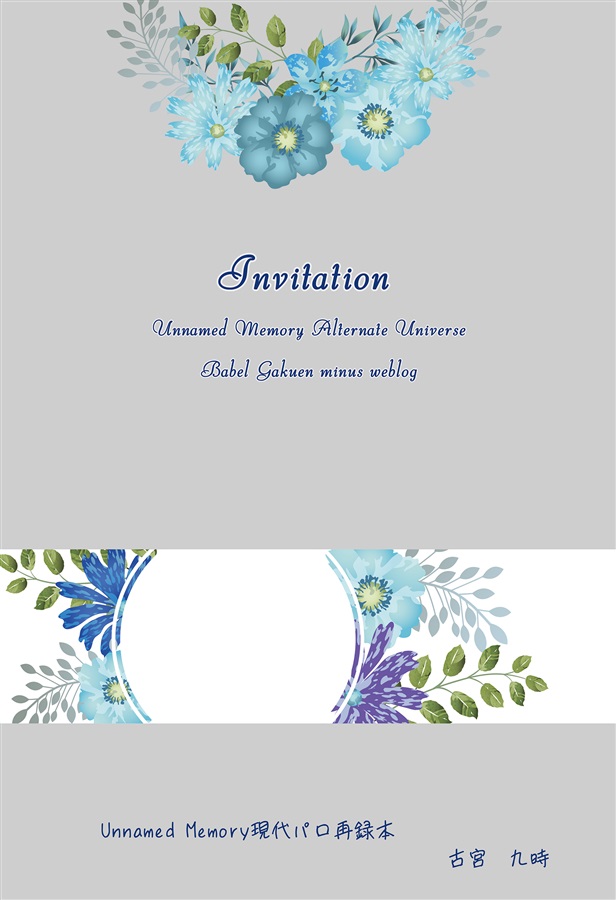 Invitation
Unnamed Memory Alternate Universe
Babel Gakuen minus weblog
Unnamed Memory現代パロ再録本
古宮　九時